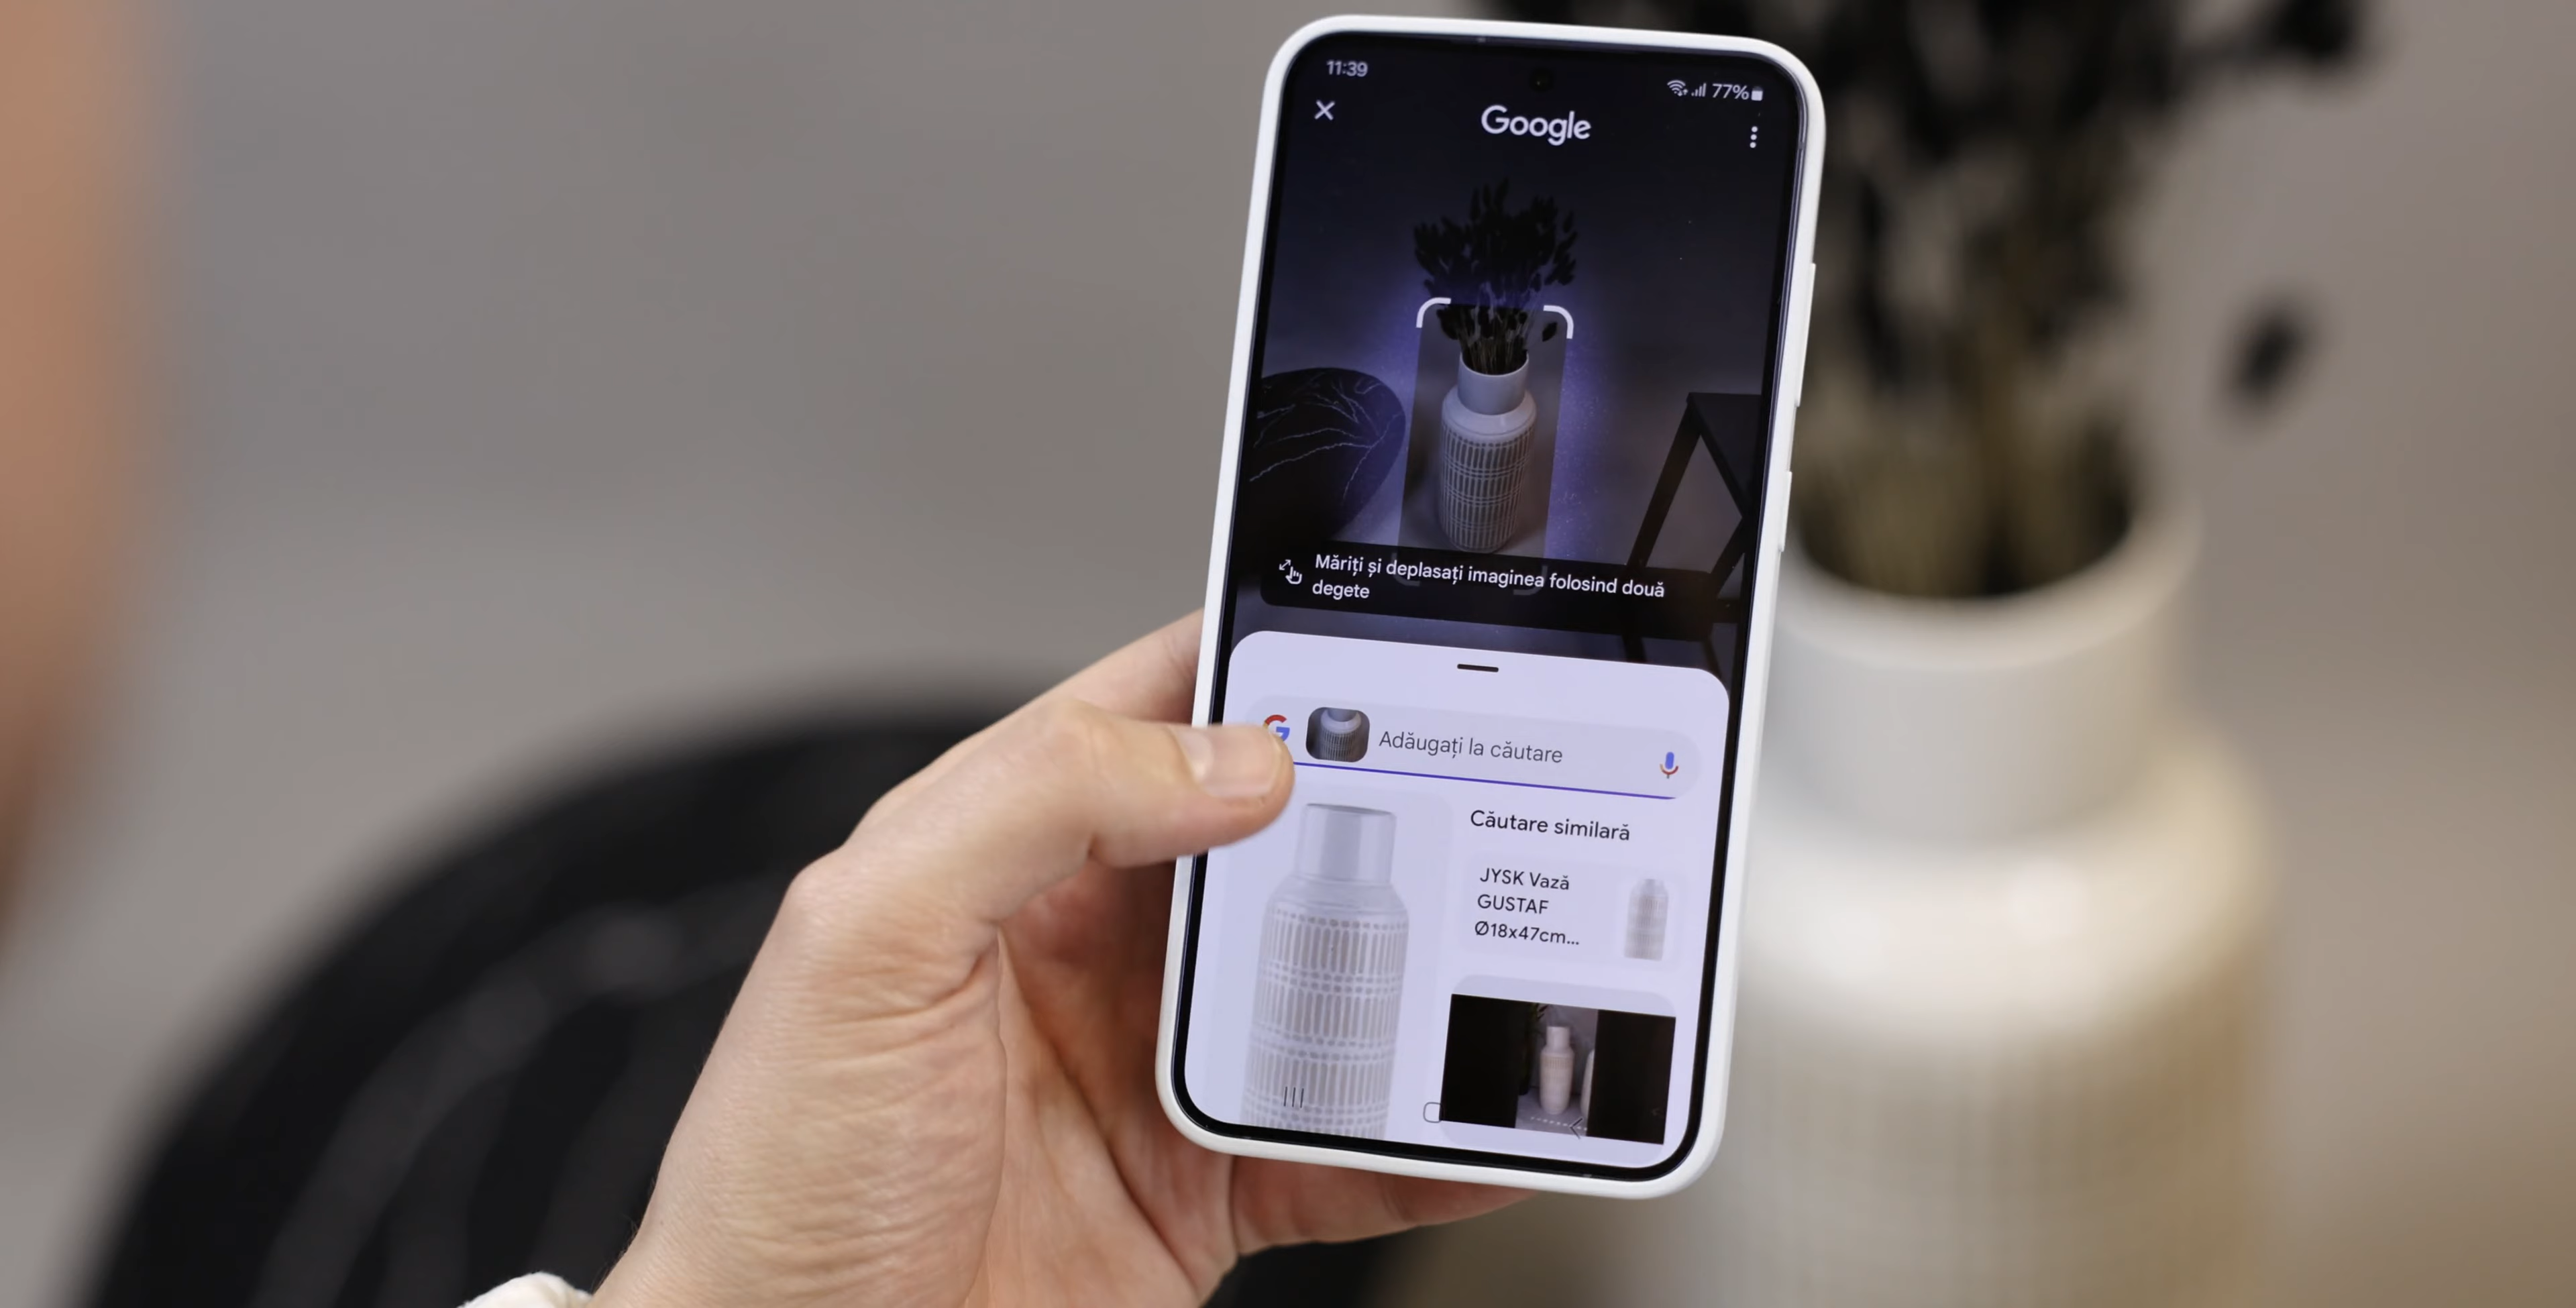 11:39
77%
Google
Măriți și deplasați imaginea folosind două
degete
G
Adăugați la căutare
Căutare similară
JYSK Vază
GUSTAF
Ø18x47cm...